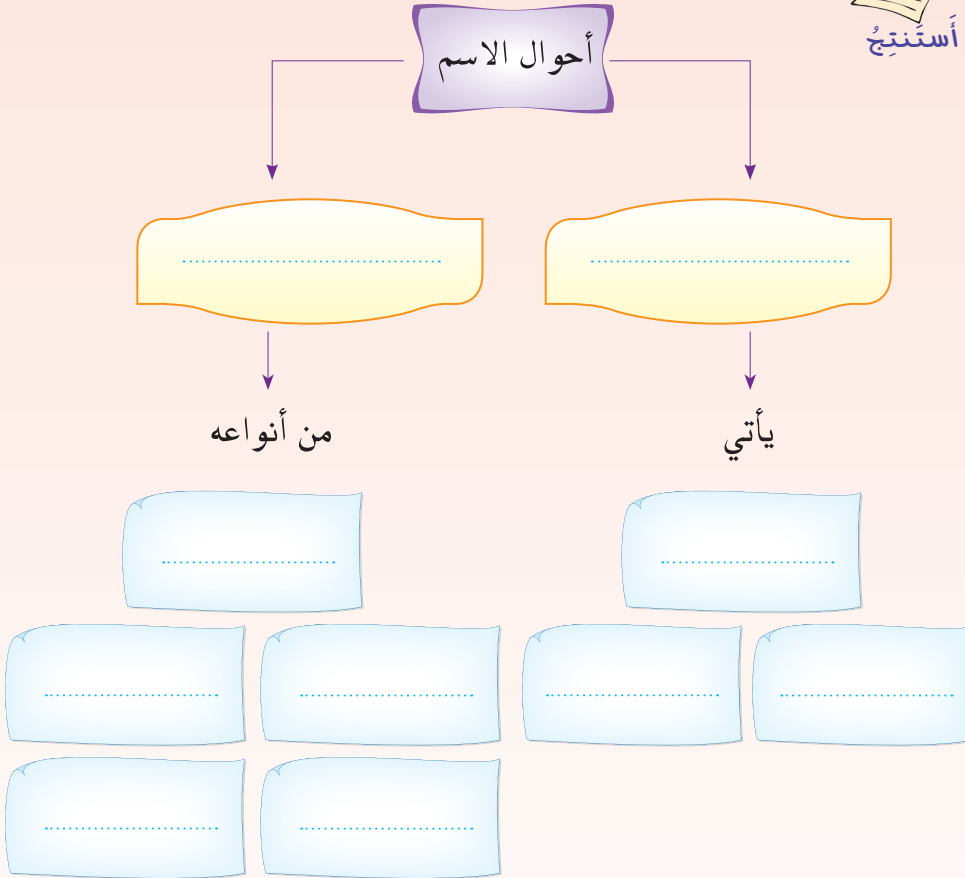 أَستَنتِجُ
أحوال الاسم
يأتي
من أنواعه